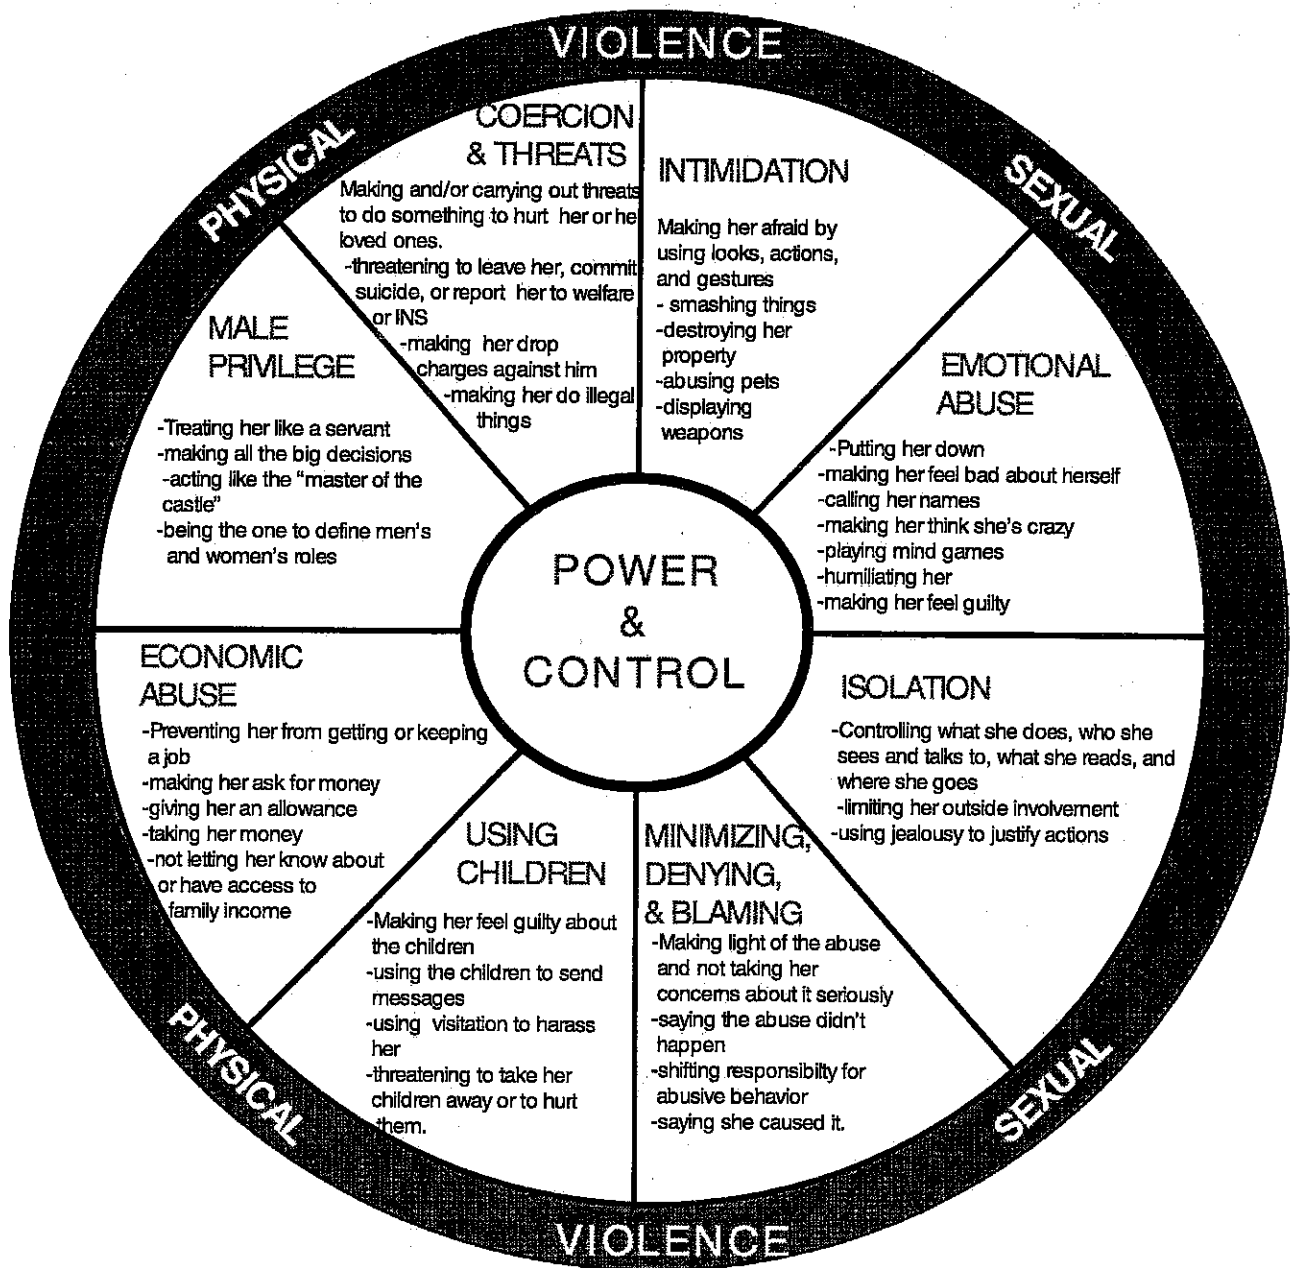 VIOLENCE
PHYSICAL
SEXUAL
COERCION
& THREATS
Making and/or carrying out threats
to do something to hurt her or he
loved ones.
-threatening to leave her, commit
suicide, or report her to welfare
or INS
-making her drop
charges against him
-making her do illegal
things
INTIMIDATION
Making her afraid by
using looks, actions,
and gestures
- smashing things
-destroying her
property
-abusing pets
-displaying
weapons
EMOTIONAL
ABUSE
-Putting her down
-making her feel bad about herself
-calling her names
-making her think she's crazy
-playing mind games
-humiliating her
-making her feel guilty
ISOLATION
-Controlling what she does, who she
sees and talks to, what she reads, and
where she goes
-limiting her outside involvement
-using jealousy to justify actions
MINIMIZING,
DENYING,
& BLAMING
-Making light of the abuse
and not taking her
concerns about it seriously
-saying the abuse didn't
happen
-shifting responsibilty for
abusive behavior
-saying she caused it.
USING
CHILDREN
-Making her feel guilty about
the children
-using the children to send
messages
-using visitation to harass
her
-threatening to take her
children away or to hurt
them.
ECONOMIC
ABUSE
-Preventing her from getting or keeping
a job
-making her ask for money
-giving her an allowance
-taking her money
-not letting her know about
or have access to
family income
MALE
PRIVILEGE
-Treating her like a servant
-making all the big decisions
-acting like the "master of the
castle"
-being the one to define men's
and women's roles
POWER
&
CONTROL
PHYSICAL
SEXUAL
VIOLENCE